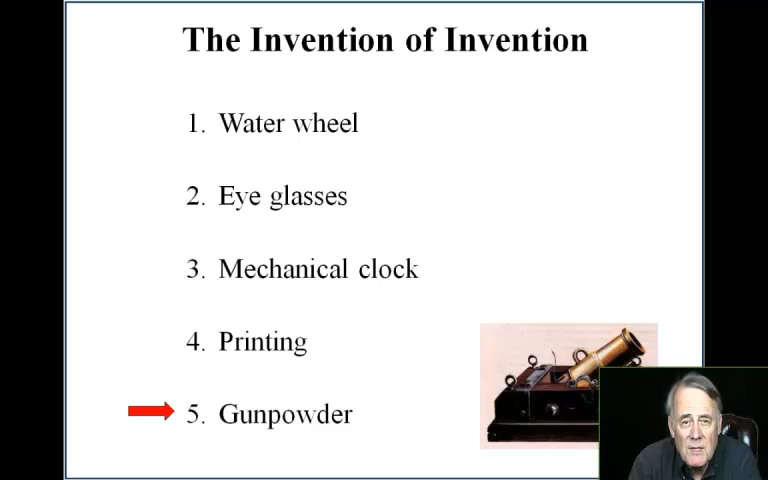 The Invention of Invention
1. Water wheel
2. Eye glasses
3. Mechanical clock
4. Printing
5. Gunpowder